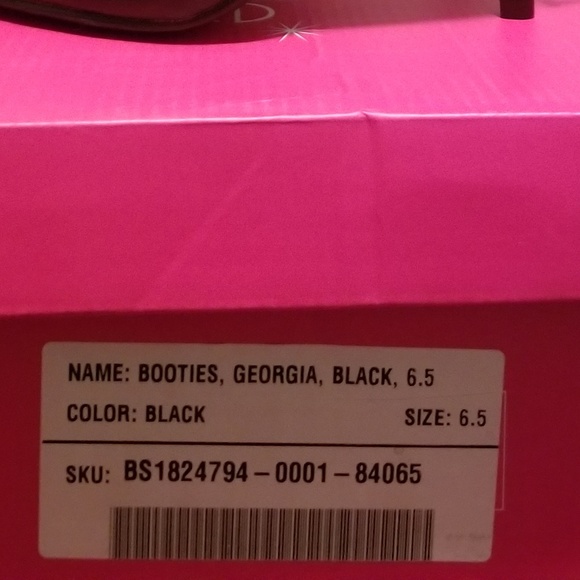 D
NAME: BOOTIES, GEORGIA, BLACK, 6.5
COLOR: BLACK SIZE: 6.5
SKU: BS1824794-0001-84065